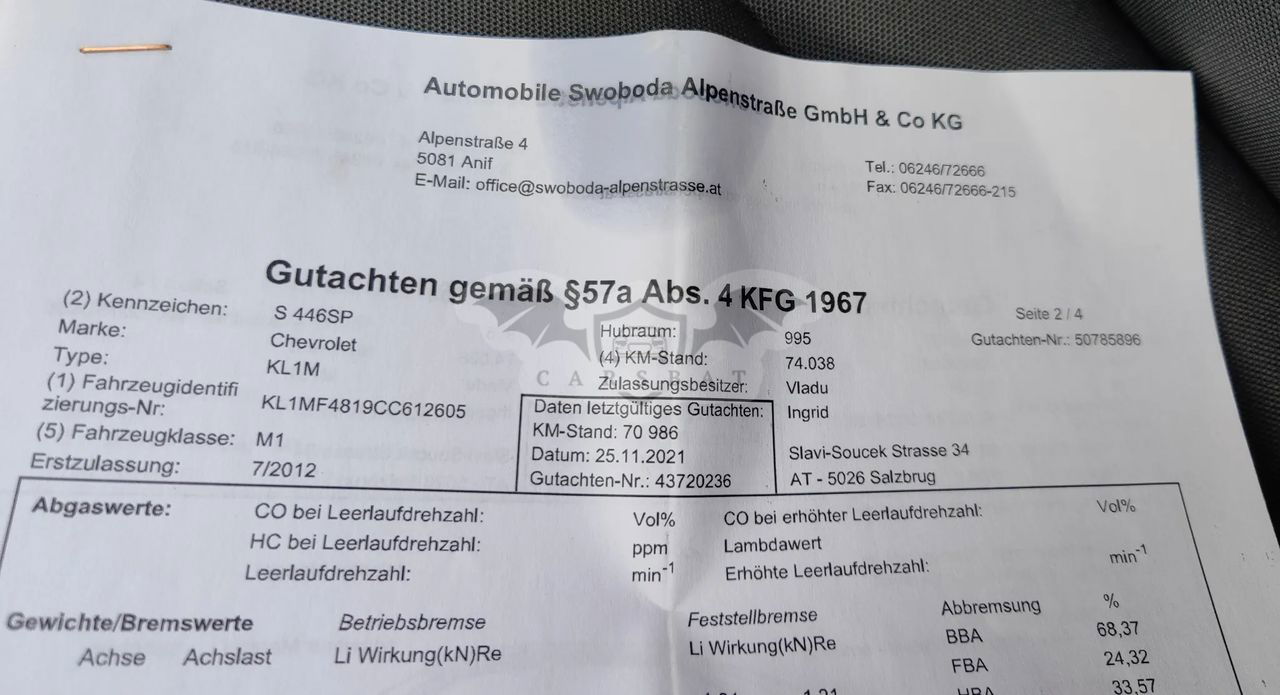 Automobile Swoboda Alpenstraße GmbH & Co KG
Alpenstraße 4
5081 Anif
E-Mail: office@swoboda-alpenstrasse.at
Tel.: 06246/72666
Fax: 06246/72666-215
Gutachten gemäß §57a Abs. 4 KFG 1967
Seite 2 / 4
Gutachten-Nr.: 50785896
(2) Kennzeichen: S 446SP
Marke: Chevrolet
Type: KL1M
(1) Fahrzeugidentifi
zierungs-Nr: KL1MF4819CC612605
(5) Fahrzeugklasse: M1
Erstzulassung: 7/2012
Hubraum: 995
(4) KM-Stand: 74.038
Zulassungsbesitzer: Vladu
Ingrid
Slavi-Soucek Strasse 34
AT - 5026 Salzbrug
CARSBAT
Daten letztgültiges Gutachten:
KM-Stand: 70 986
Datum: 25.11.2021
Gutachten-Nr.: 43720236
Abgaswerte: CO bei Leerlaufdrehzahl: Vol% CO bei erhöhter Leerlaufdrehzahl: Vol%
HC bei Leerlaufdrehzahl: ppm Lambdawert
Leerlaufdrehzahl: min-1 Erhöhte Leerlaufdrehzahl: min-1
Gewichte/Bremswerte Betriebsbremse Feststellbremse Abbremsung %
Achse Achslast Li Wirkung(kN)Re Li Wirkung(kN)Re BBA 68,37
FBA 24,32
HBA 33,57